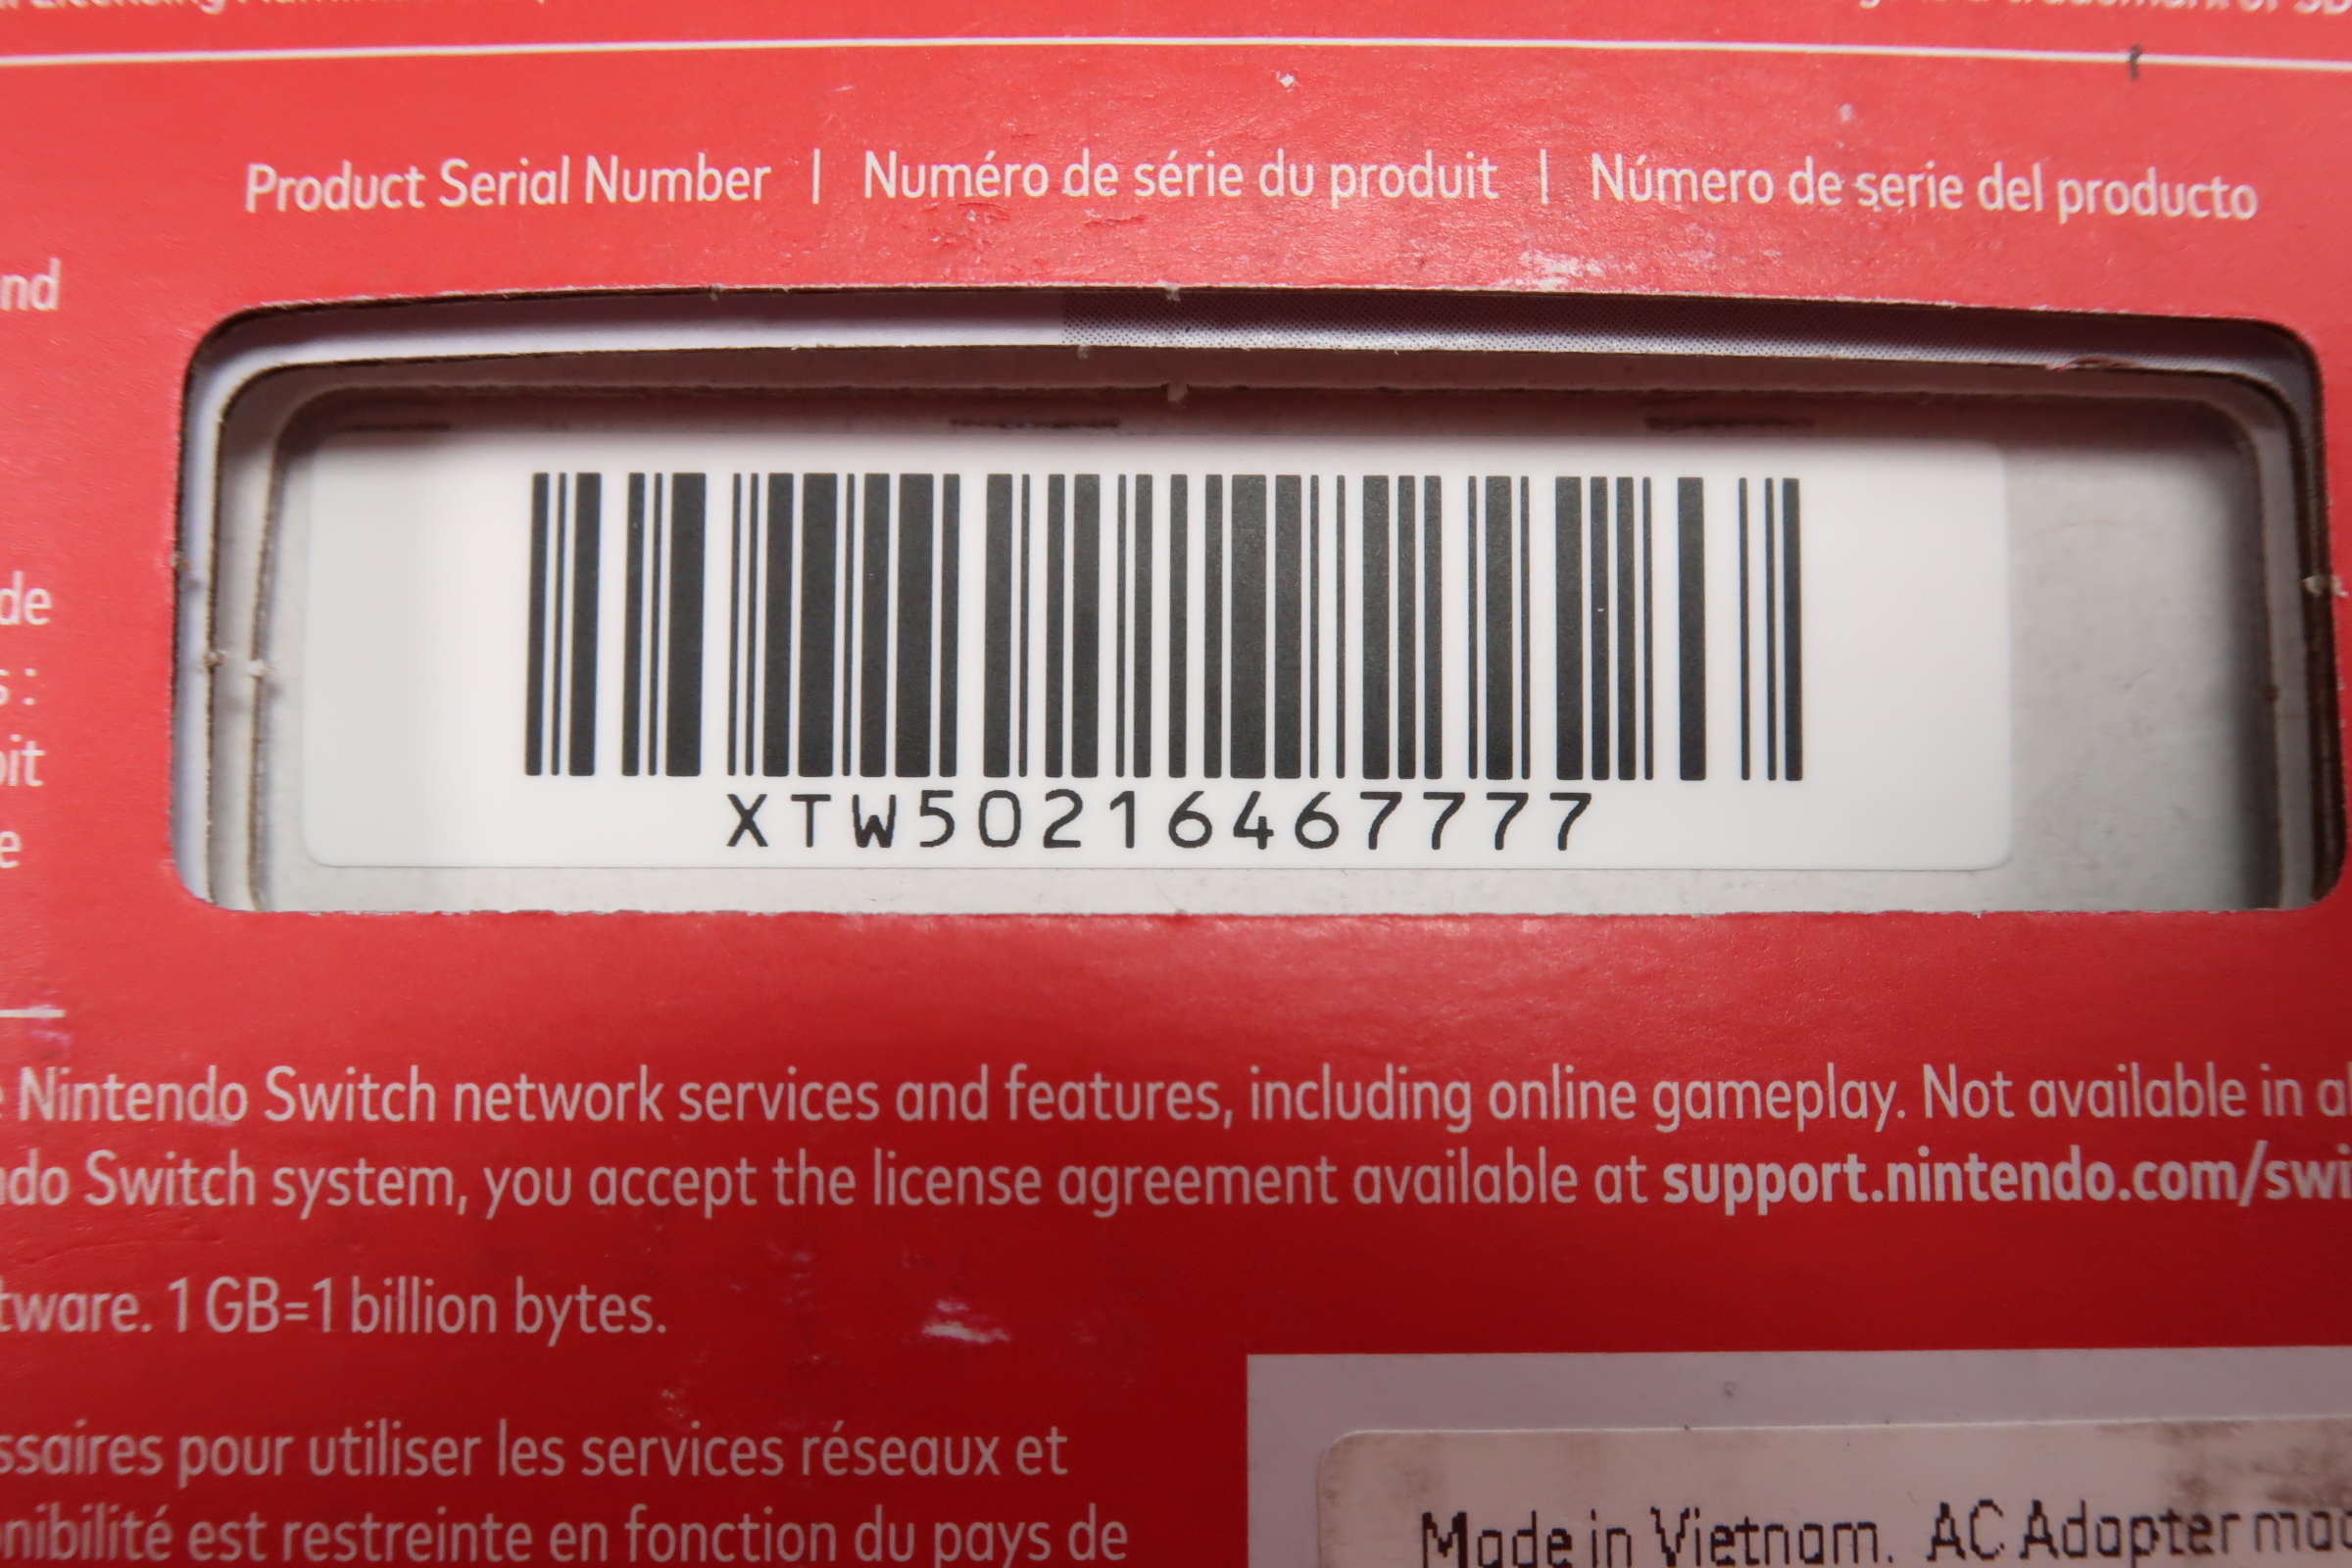 Product Serial Number | Numéro de série du produit | Número de serie del producto
nd
de
s :
oit
e
XTW50216467777
e Nintendo Switch network services and features, including online gameplay. Not available in al
ndo Switch system, you accept the license agreement available at support.nintendo.com/swi
tware. 1 GB=1 billion bytes.
ssaires pour utiliser les services réseaux et
onibilité est restreinte en fonction du pays de
Made in Vietnam. AC Adapter mad